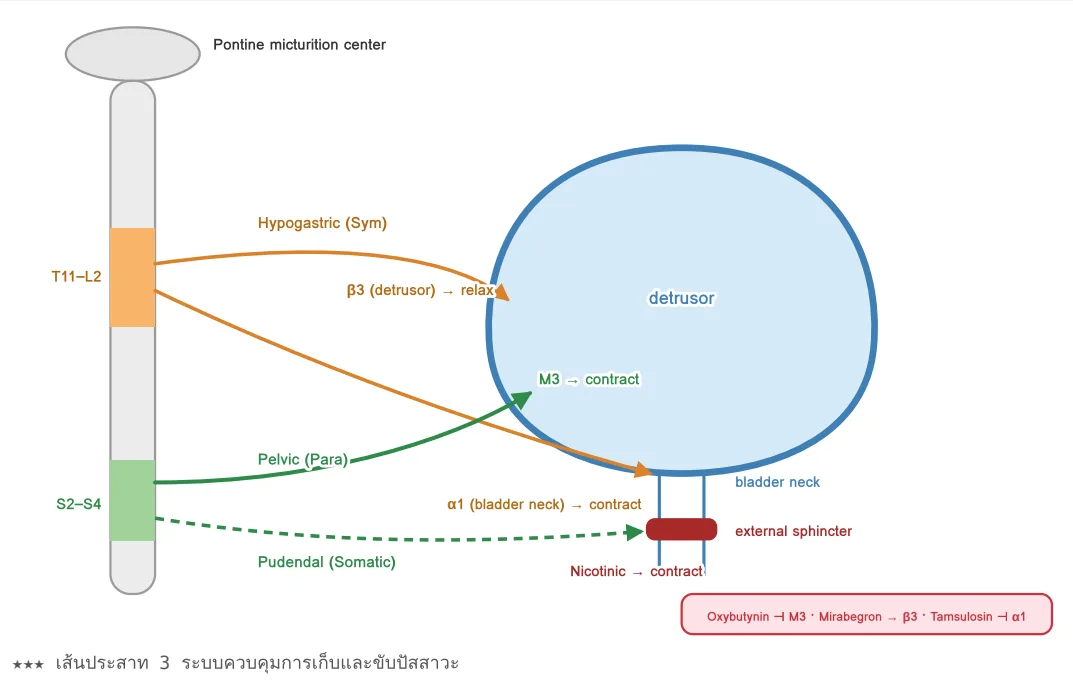 Pontine micturition center
Hypogastric (Sym)
T11–L2
β3 (detrusor) → relax
detrusor
M3 → contract
Pelvic (Para)
bladder neck
S2–S4
α1 (bladder neck) → contract
external sphincter
Pudendal (Somatic)
Nicotinic → contract
Oxybutynin ⊣ M3 · Mirabegron → β3 · Tamsulosin ⊣ α1
★★★ เส้นประสาท 3 ระบบควบคุมการเก็บและขับปัสสาวะ